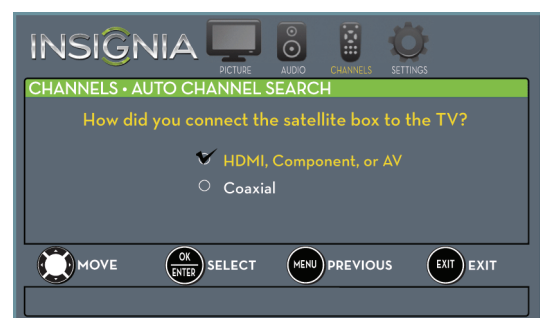 INSIGNIA
PICTURE AUDIO CHANNELS SETTINGS
CHANNELS • AUTO CHANNEL SEARCH
How did you connect the satellite box to the TV?
HDMI, Component, or AV
Coaxial
MOVE OK ENTER SELECT MENU PREVIOUS EXIT EXIT